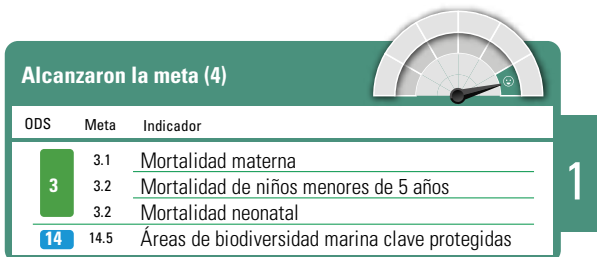 Alcanzaron la meta (4)
ODS Meta Indicador
3.1 Mortalidad materna
3 3.2 Mortalidad de niños menores de 5 años
3.2 Mortalidad neonatal
14 14.5 Áreas de biodiversidad marina clave protegidas
1